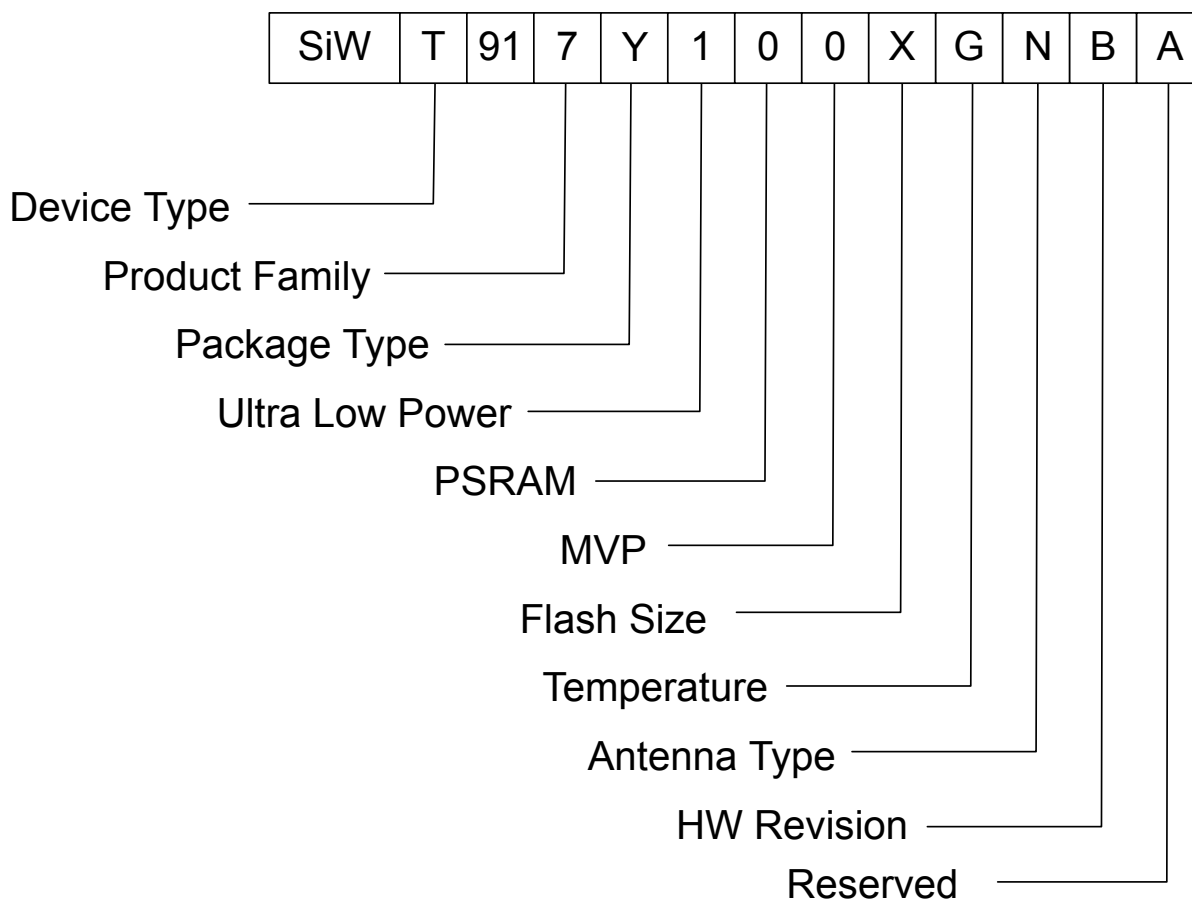 SiW T 91 7 Y 1 0 0 X G N B A
Device Type
Product Family
Package Type
Ultra Low Power
PSRAM
MVP
Flash Size
Temperature
Antenna Type
HW Revision
Reserved